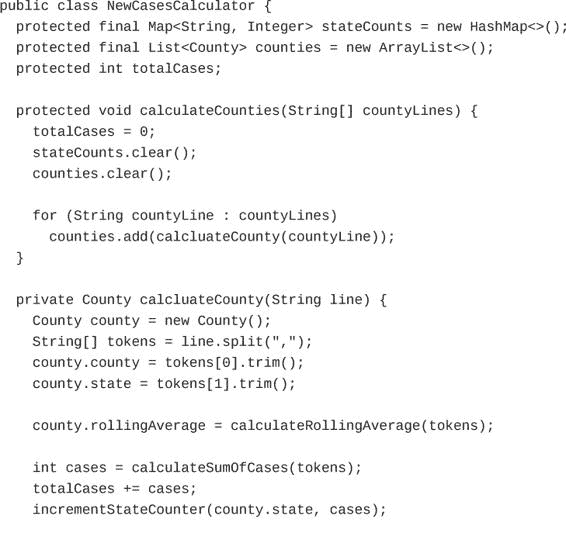 public class NewCasesCalculator {
  protected final Map<String, Integer> stateCounts = new HashMap<>();
  protected final List<County> counties = new ArrayList<>();
  protected int totalCases;

  protected void calculateCounties(String[] countyLines) {
    totalCases = 0;
    stateCounts.clear();
    counties.clear();

    for (String countyLine : countyLines)
      counties.add(calcluateCounty(countyLine));
  }

  private County calcluateCounty(String line) {
    County county = new County();
    String[] tokens = line.split(",");
    county.county = tokens[0].trim();
    county.state = tokens[1].trim();

    county.rollingAverage = calculateRollingAverage(tokens);

    int cases = calculateSumOfCases(tokens);
    totalCases += cases;
    incrementStateCounter(county.state, cases);